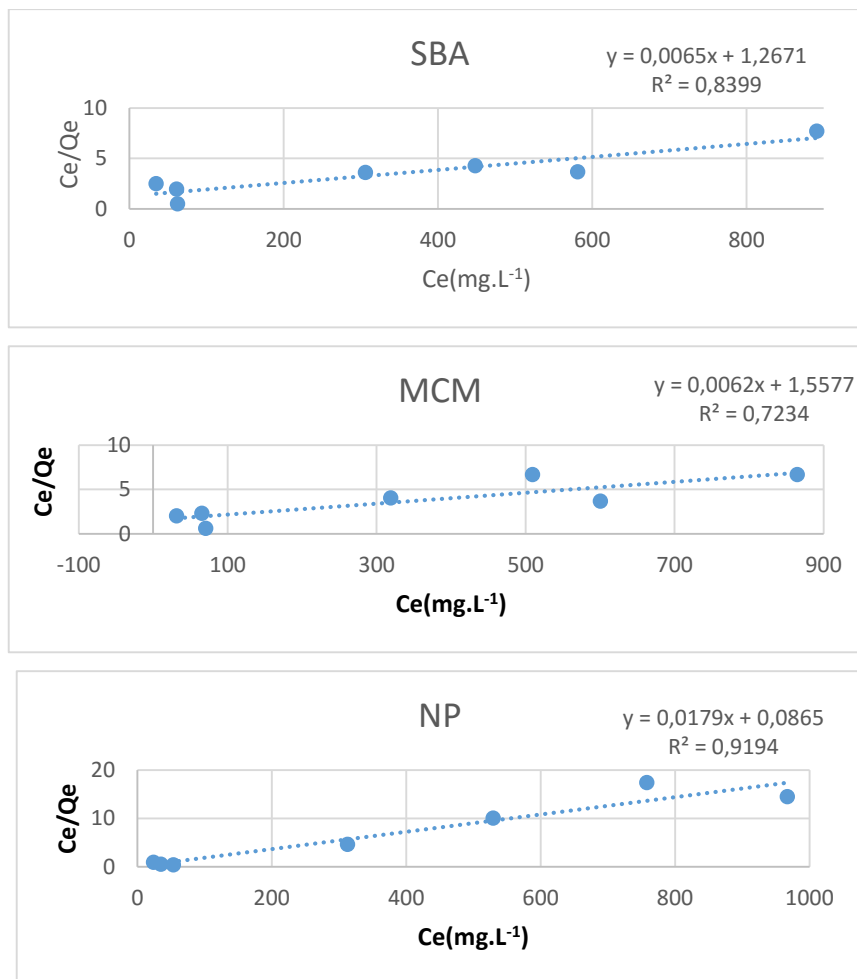 SBA
y = 0,0065x + 1,2671
R² = 0,8399
Ce/Qe
10
5
0
0 200 400 600 800
Ce(mg.L⁻¹)
MCM
y = 0,0062x + 1,5577
R² = 0,7234
Ce/Qe
10
5
0
-100 100 300 500 700 900
Ce(mg.L⁻¹)
NP
y = 0,0179x + 0,0865
R² = 0,9194
Ce/Qe
20
10
0
0 200 400 600 800 1000
Ce(mg.L⁻¹)